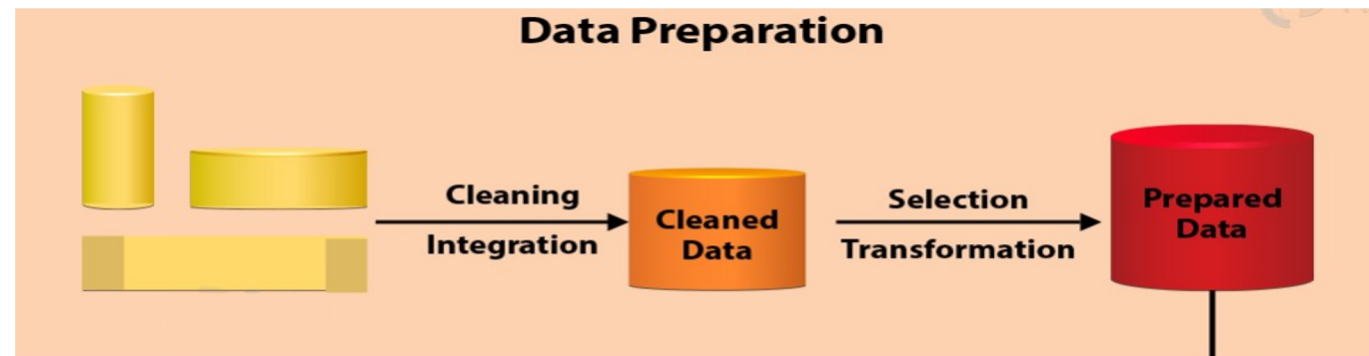 Data Preparation
Cleaning
Integration
Cleaned
Data
Selection
Transformation
Prepared
Data